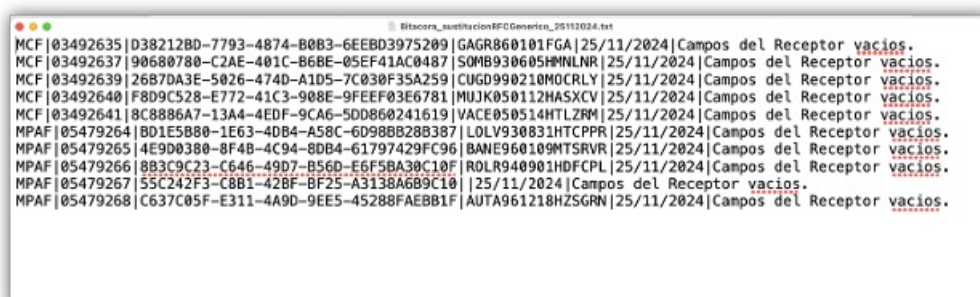 Bitacora_sustitucionRFCGenerico_25112024.txt
MCF|03492635|D38212BD-7793-4874-B0B3-6EEBD3975209|GAGR860101FGA|25/11/2024|Campos del Receptor vacios.
MCF|03492637|90680780-C2AE-401C-B6BE-05EF41AC0487|SOMB930605HMNLNR|25/11/2024|Campos del Receptor vacios.
MCF|03492639|26B7DA3E-5026-474D-A1D5-7C030F35A259|CUGD990210MOCRLY|25/11/2024|Campos del Receptor vacios.
MCF|03492640|F8D9C528-E772-41C3-908E-9FEEF03E6781|MUJK050112HASXCV|25/11/2024|Campos del Receptor vacios.
MCF|03492641|8C8886A7-13A4-4EDF-9CA6-5DD860241619|VACE050514HTLZRM|25/11/2024|Campos del Receptor vacios.
MPAF|05479264|BD1E5B80-1E63-4DB4-A58C-6D98BB28B387|LOLV930831HTCPPR|25/11/2024|Campos del Receptor vacios.
MPAF|05479265|4E9D0380-8F4B-4C94-8DB4-61797429FC96|BANE960109MTSRVR|25/11/2024|Campos del Receptor vacios.
MPAF|05479266|8B3C9C23-C646-49D7-B56D-E6F5BA30C10F|ROLR940901HDFCPL|25/11/2024|Campos del Receptor vacios.
MPAF|05479267|55C242F3-C8B1-42BF-BF25-A3138A6B9C10||25/11/2024|Campos del Receptor vacios.
MPAF|05479268|C637C05F-E311-4A9D-9EE5-45288FAEBB1F|AUTA961218HZSGRN|25/11/2024|Campos del Receptor vacios.